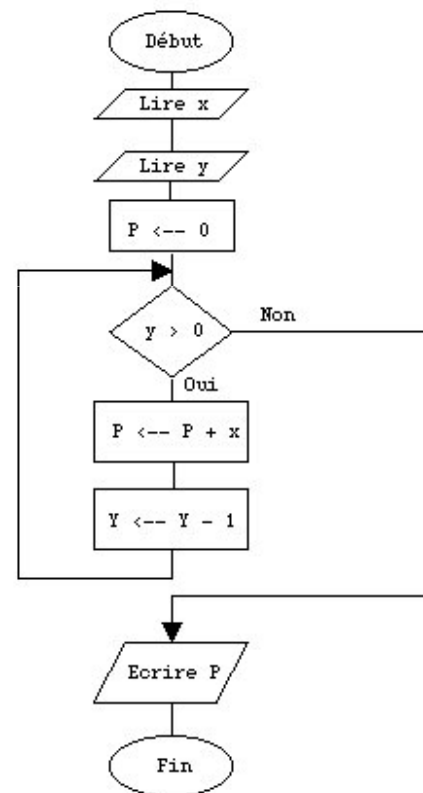 Début
Lire x
Lire y
P <-- 0
y > 0
Non
Oui
P <-- P + x
Y <-- Y - 1
Ecrire P
Fin